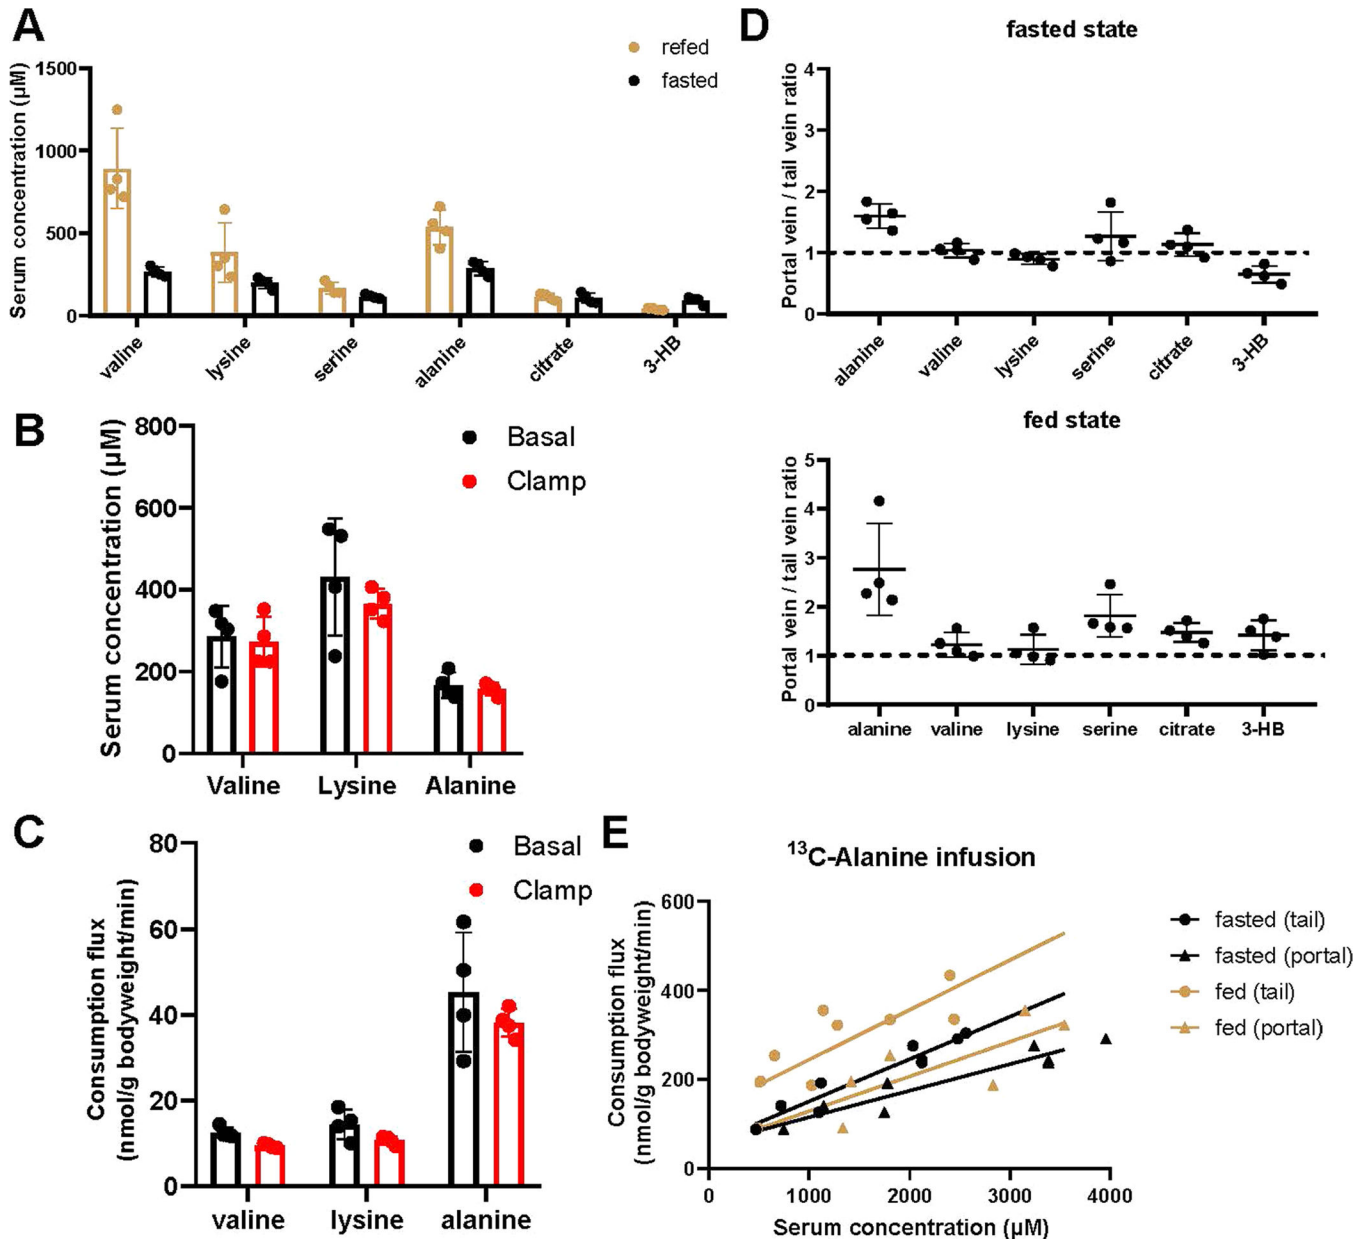 A
refed
fasted
Serum concentration (µM)
1500
1000
500
0
valine
lysine
serine
alanine
citrate
3-HB
B
Basal
Clamp
Serum concentration (µM)
800
600
400
200
0
Valine
Lysine
Alanine
C
Basal
Clamp
Consumption flux
(nmol/g bodyweight/min)
80
60
40
20
0
valine
lysine
alanine
D
fasted state
Portal vein / tail vein ratio
4
3
2
1
0
alanine
valine
lysine
serine
citrate
3-HB
fed state
Portal vein / tail vein ratio
5
4
3
2
1
0
alanine
valine
lysine
serine
citrate
3-HB
E
¹³C-Alanine infusion
Consumption flux
(nmol/g bodyweight/min)
600
400
200
0
0
1000
2000
3000
4000
Serum concentration (µM)
fasted (tail)
fasted (portal)
fed (tail)
fed (portal)